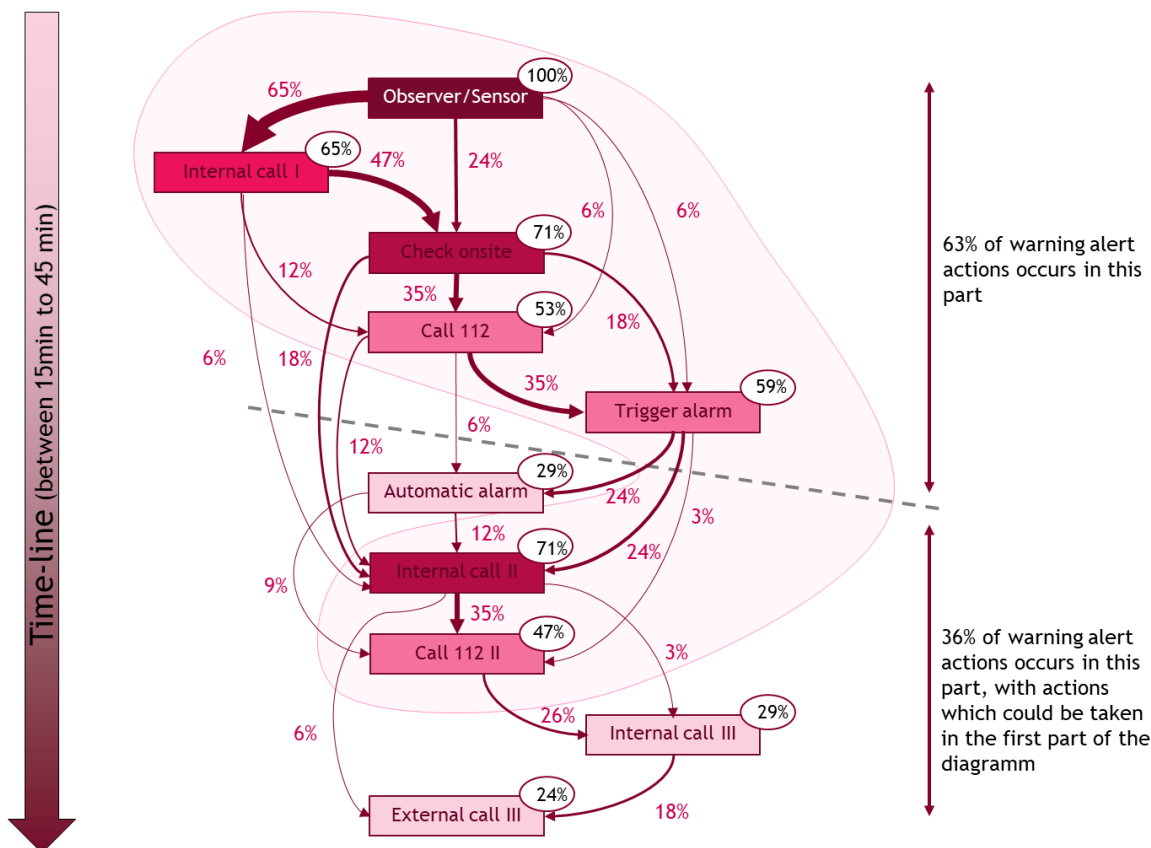 Time-line (between 15min to 45 min)
100%
Observer/Sensor
65%
65%
Internal call I
47%
24%
6%
6%
71%
Check onsite
12%
35%
53%
Call 112
18%
6%
18%
35%
59%
Trigger alarm
6%
12%
29%
Automatic alarm
24%
3%
12%
71%
Internal call II
24%
9%
35%
47%
Call 112 II
3%
26%
29%
Internal call III
6%
24%
External call III
18%
63% of warning alert
actions occurs in this
part
36% of warning alert
actions occurs in this
part, with actions
which could be taken
in the first part of the
diagramm